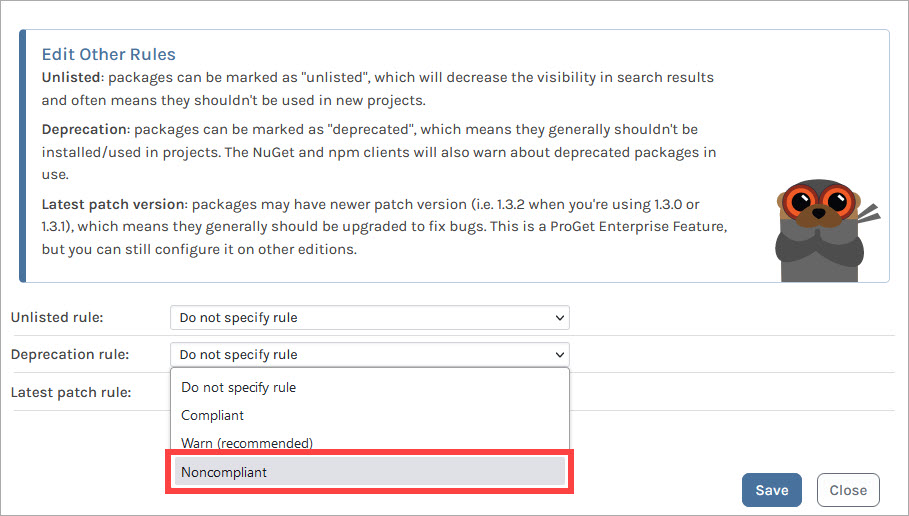 Edit Other Rules
Unlisted: packages can be marked as "unlisted", which will decrease the visibility in search results
and often means they shouldn't be used in new projects.
Deprecation: packages can be marked as "deprecated", which means they generally shouldn't be
installed/used in projects. The NuGet and npm clients will also warn about deprecated packages in
use.
Latest patch version: packages may have newer patch version (i.e. 1.3.2 when you're using 1.3.0 or
1.3.1), which means they generally should be upgraded to fix bugs. This is a ProGet Enterprise Feature,
but you can still configure it on other editions.
Unlisted rule: Do not specify rule
Deprecation rule: Do not specify rule
Latest patch rule:
Do not specify rule
Compliant
Warn (recommended)
Noncompliant
Save Close